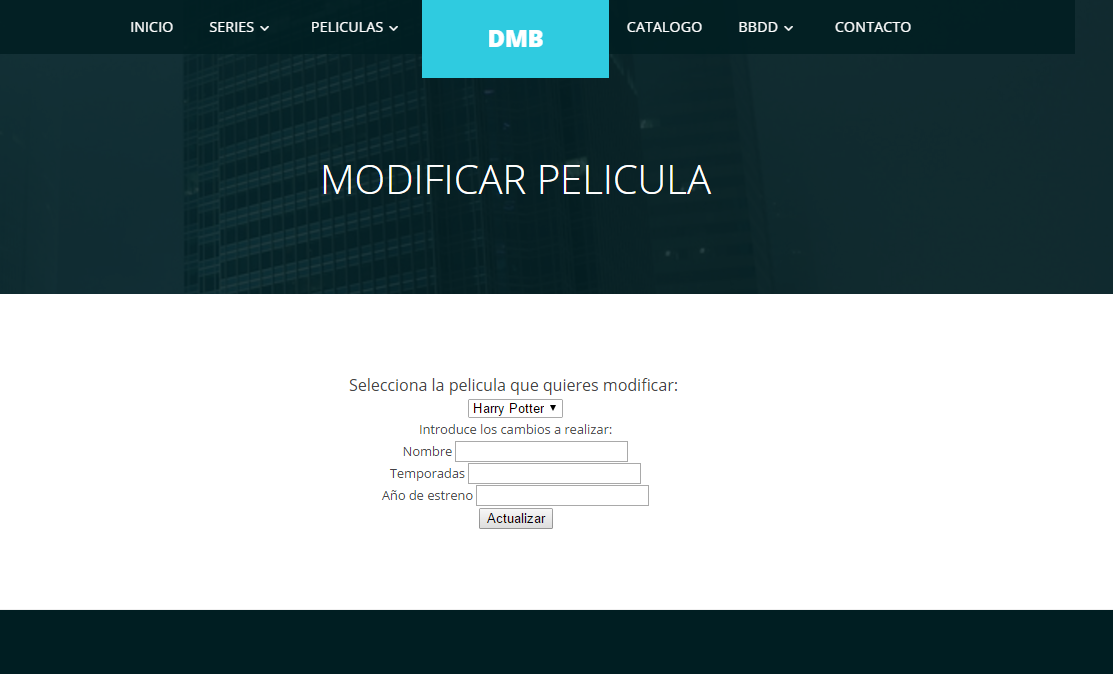 INICIO SERIES PELICULAS DMB CATALOGO BBDD CONTACTO
MODIFICAR PELICULA
Selecciona la pelicula que quieres modificar:
Harry Potter
Introduce los cambios a realizar:
Nombre
Temporadas
Año de estreno
Actualizar